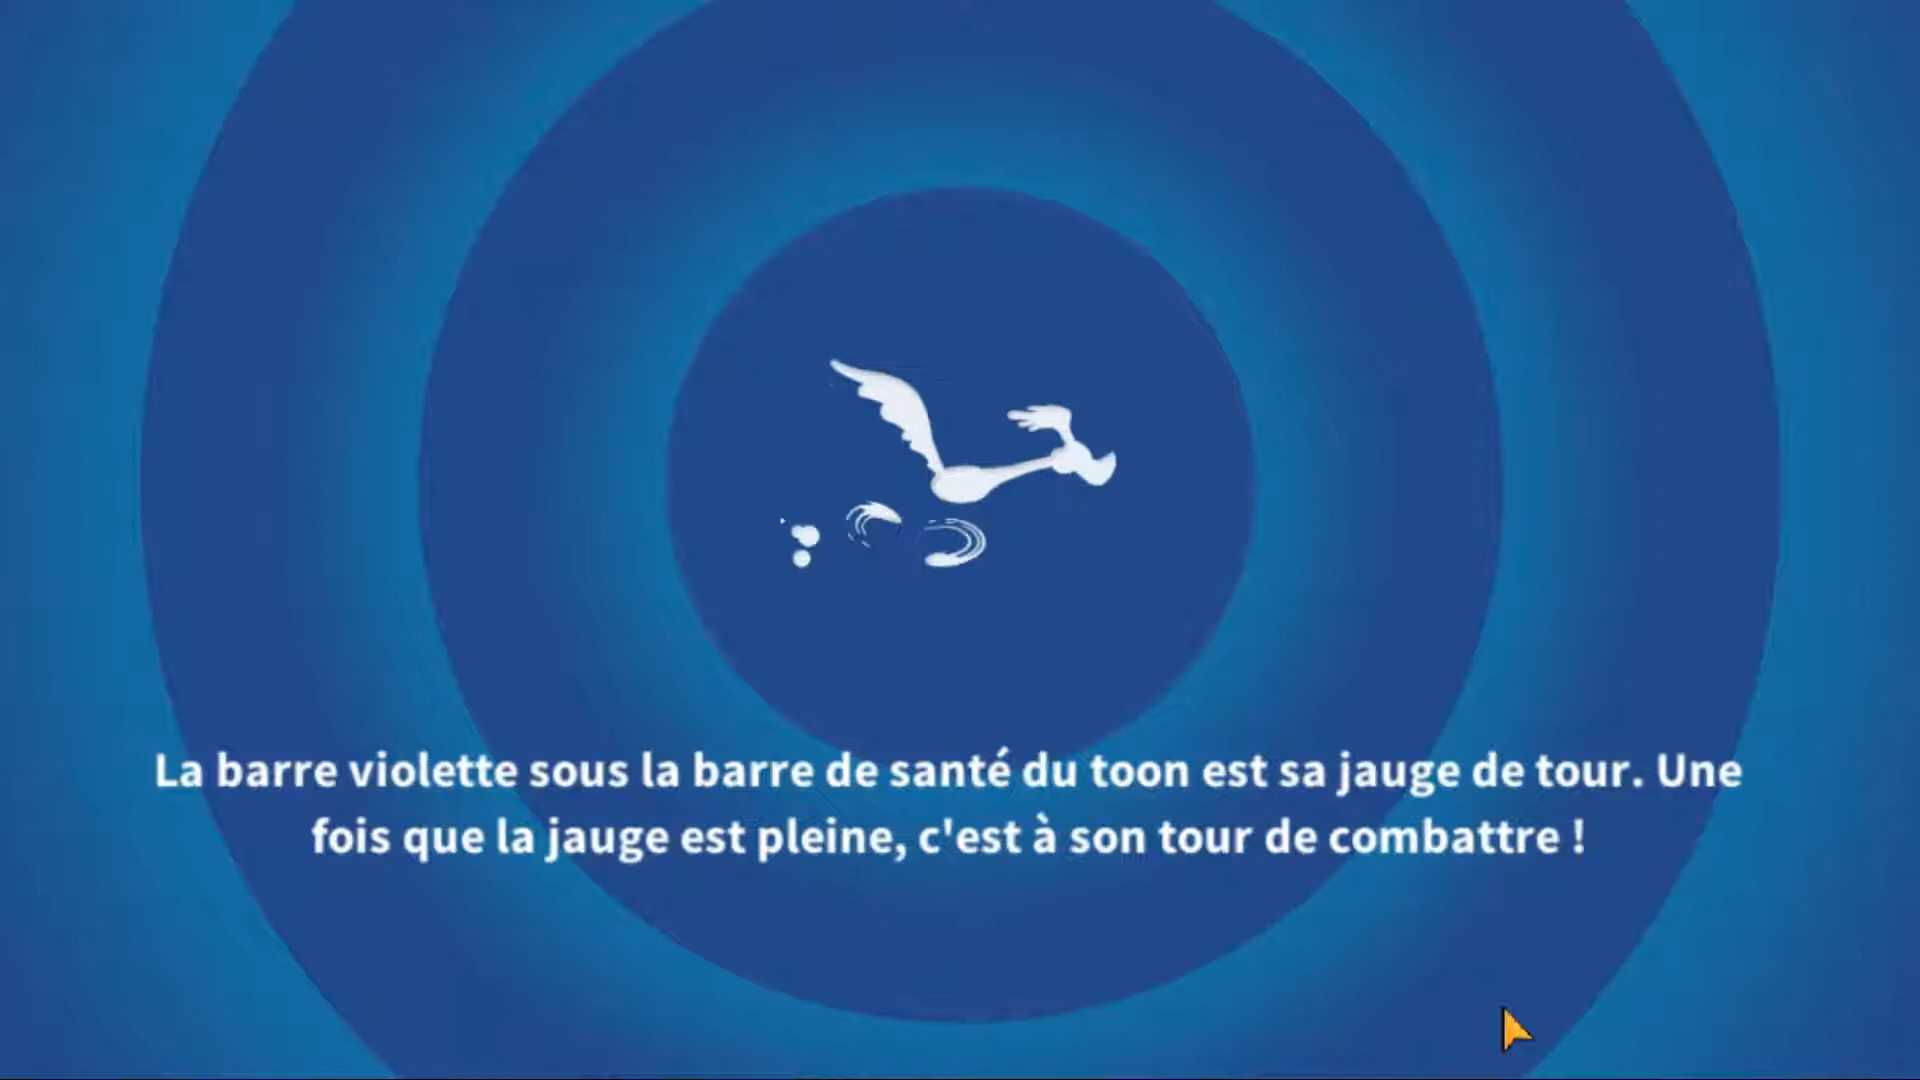 La barre violette sous la barre de santé du toon est sa jauge de tour. Une
fois que la jauge est pleine, c'est à son tour de combattre !